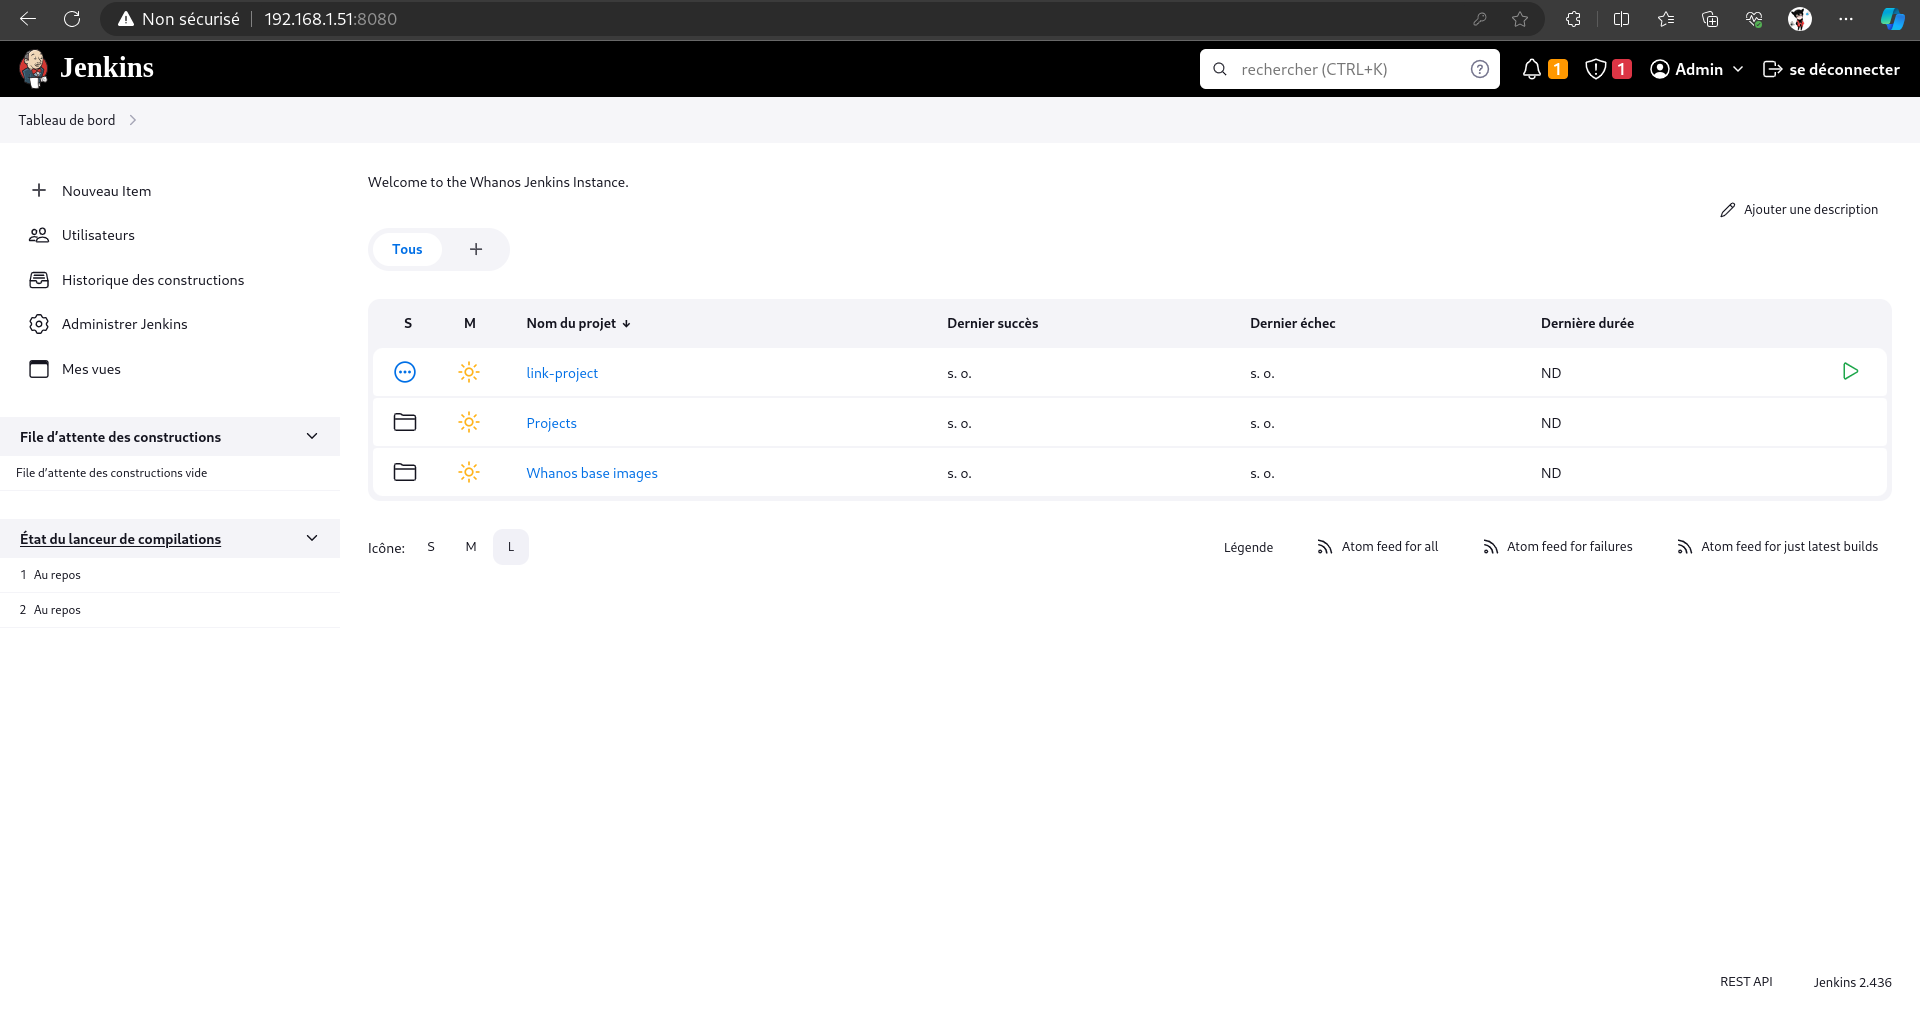 Non sécurisé 192.168.1.51:8080
Jenkins
rechercher (CTRL+K) ? 1 1 Admin se déconnecter
Tableau de bord
Nouveau Item
Utilisateurs
Historique des constructions
Administrer Jenkins
Mes vues
File d’attente des constructions
File d’attente des constructions vide
État du lanceur de compilations
1 Au repos
2 Au repos
Welcome to the Whanos Jenkins Instance.
Ajouter une description
Tous +
S M Nom du projet ↓ Dernier succès Dernier échec Dernière durée
link-project s. o. s. o. ND
Projects s. o. s. o. ND
Whanos base images s. o. s. o. ND
Icône: S M L Légende Atom feed for all Atom feed for failures Atom feed for just latest builds
REST API Jenkins 2.436